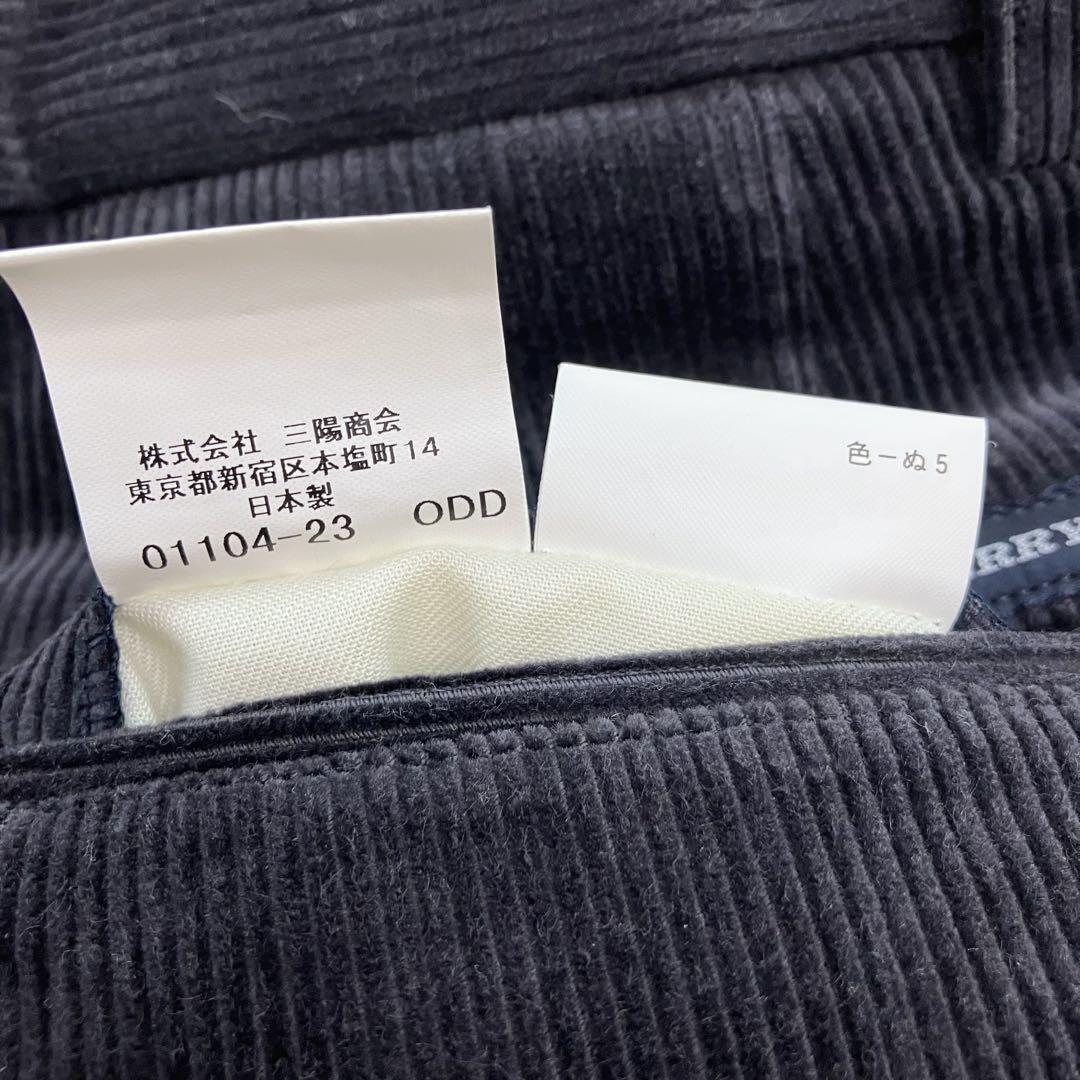 株式会社 三陽商会
東京都新宿区本塩町14
日本製
01104-23 ODD
色ーぬ5
RRY